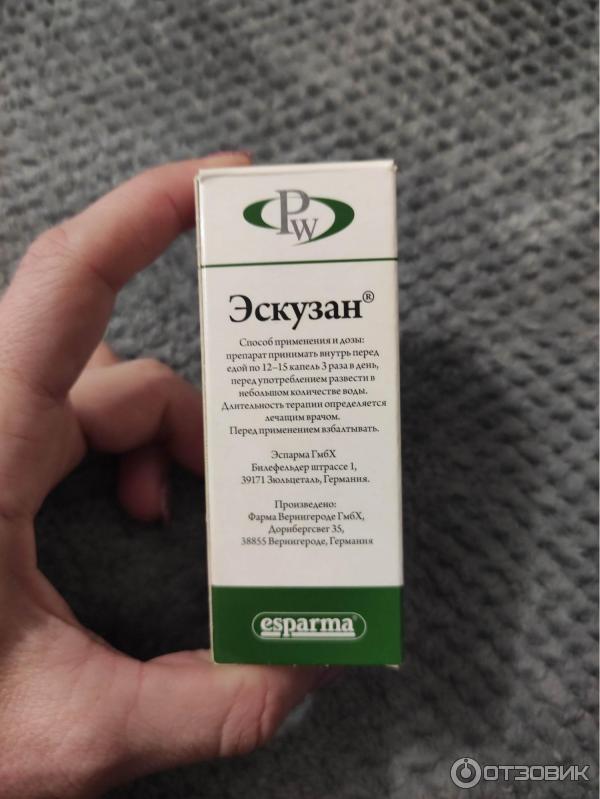 PW
Эскузан®
Способ применения и дозы:
препарат принимать внутрь перед
едой по 12–15 капель 3 раза в день,
перед употреблением развести в
небольшом количестве воды.
Длительность терапии определяется
лечащим врачом.
Перед применением взбалтывать.
Эспарма ГмбХ
Билефельдер штрассе 1,
39171 Зюльцеталь, Германия.
Произведено:
Фарма Вернигероде ГмбХ,
Дорнбергсвег 35,
38855 Вернигероде, Германия
esparma®
ОТЗОВИК